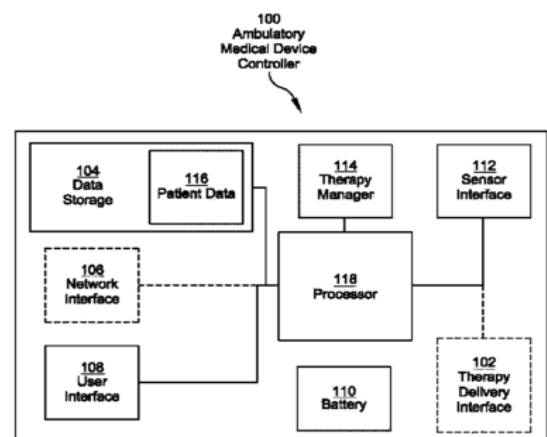 100
Ambulatory
Medical Device
Controller
104
Data
Storage
116
Patient Data
114
Therapy
Manager
112
Sensor
Interface
106
Network
Interface
118
Processor
108
User
Interface
110
Battery
102
Therapy
Delivery
Interface